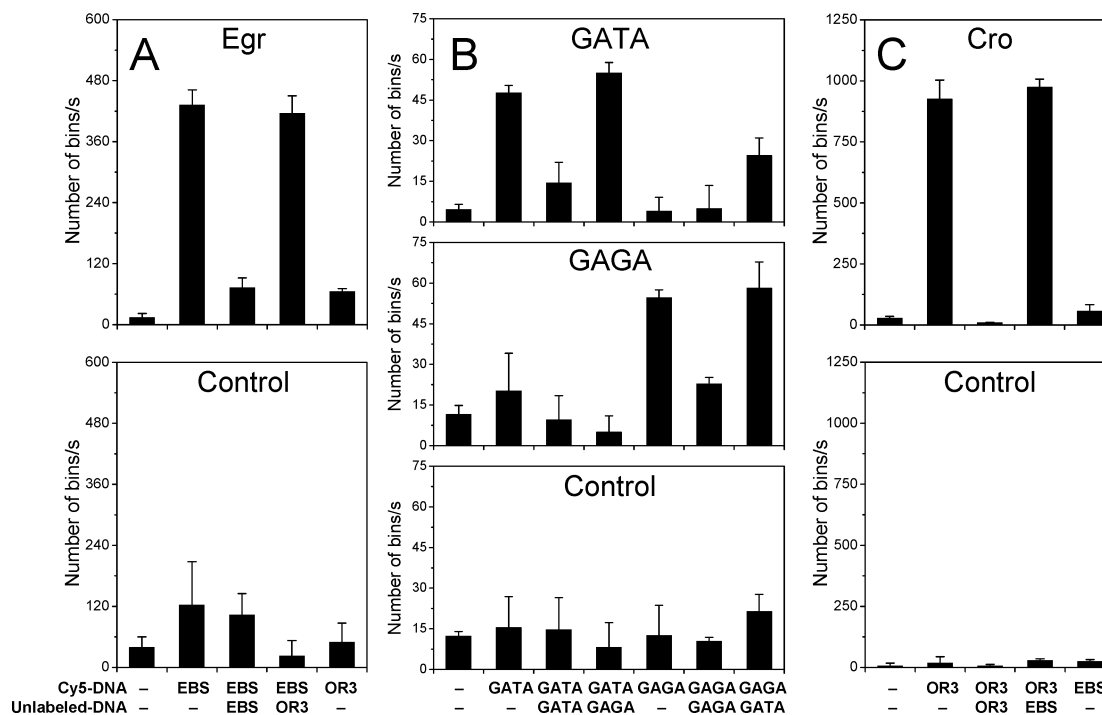 A
Egr
Number of bins/s
600
480
360
240
120
0
Control
Number of bins/s
600
480
360
240
120
0
B
GATA
Number of bins/s
75
60
45
30
15
0
GAGA
Number of bins/s
75
60
45
30
15
0
Control
Number of bins/s
75
60
45
30
15
0
C
Cro
Number of bins/s
1250
1000
750
500
250
0
Control
Number of bins/s
1250
1000
750
500
250
0
Cy5-DNA – EBS EBS EBS OR3 – GATA GATA GATA GAGA GAGA GAGA – OR3 OR3 OR3 EBS
Unlabeled-DNA – – EBS OR3 – – – GATA GAGA – GAGA GATA – – OR3 EBS –